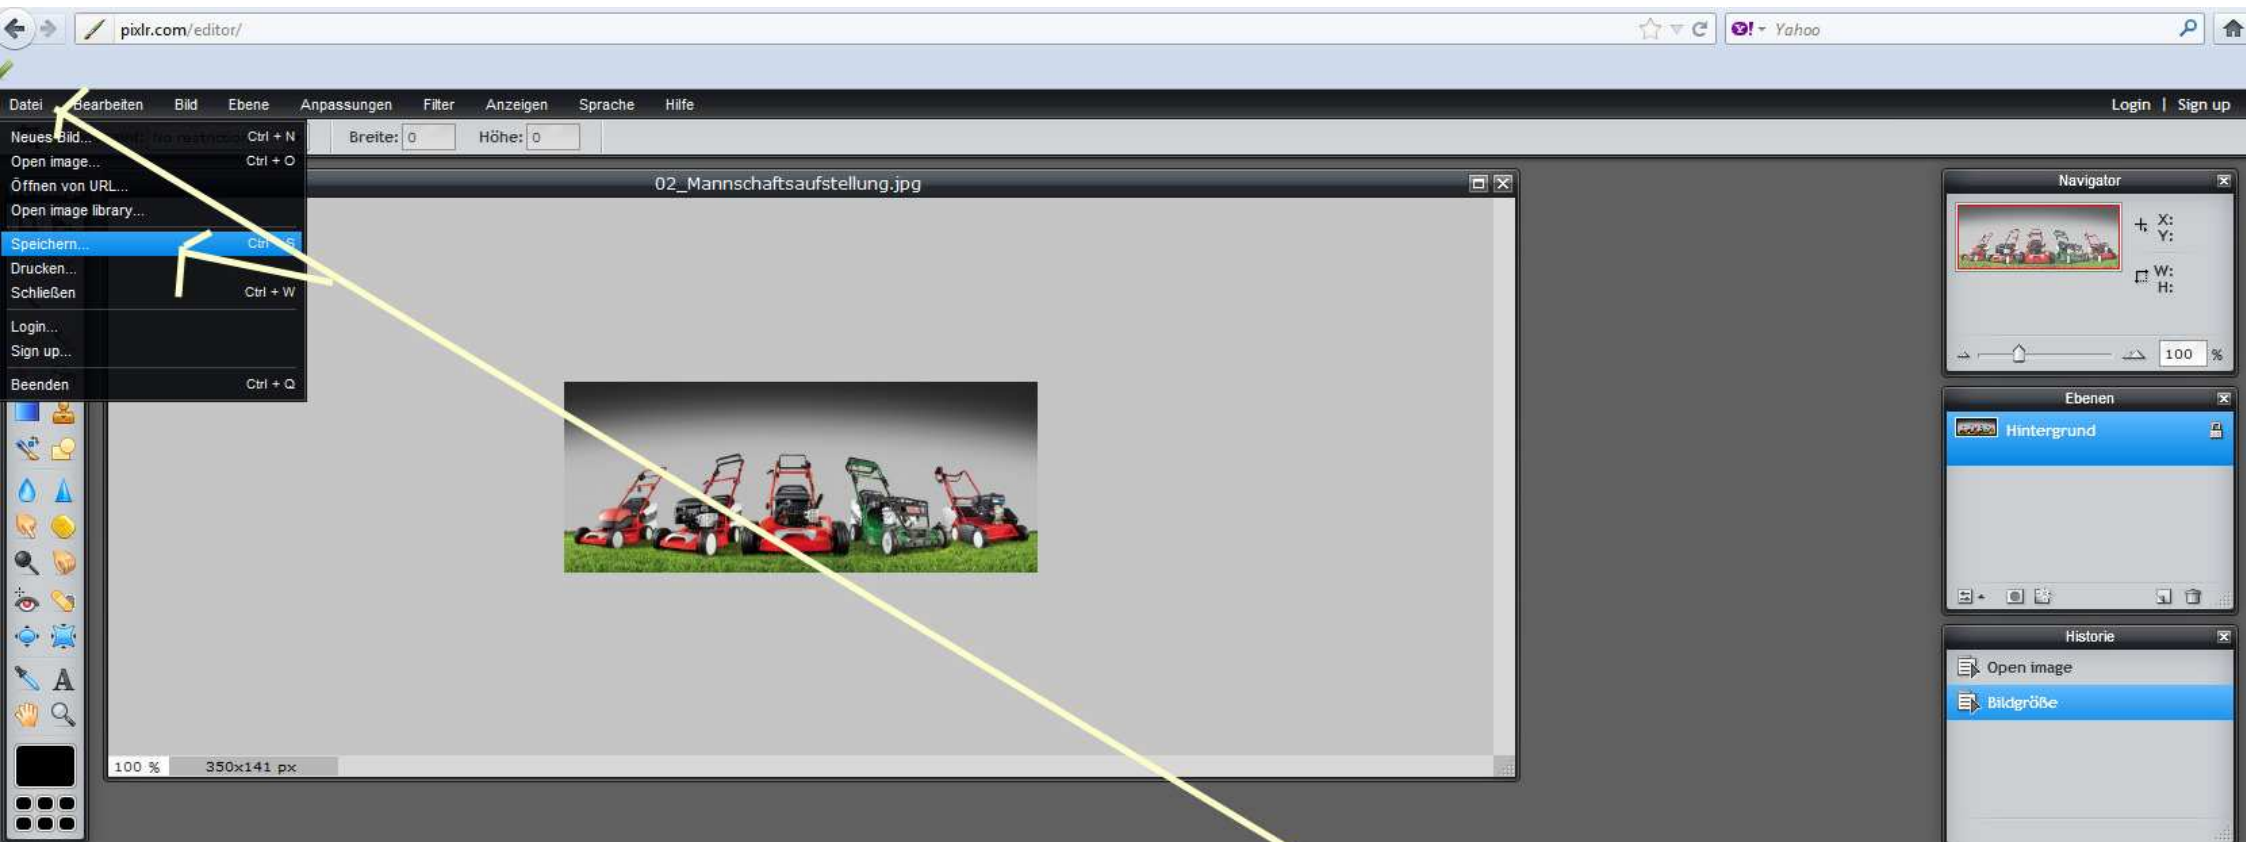 pixlr.com/editor/
Yahoo
Datei Bearbeiten Bild Ebene Anpassungen Filter Anzeigen Sprache Hilfe
Login | Sign up
Breite: 0 Höhe: 0
Neues Bild... Ctrl + N
Open image... Ctrl + O
Öffnen von URL...
Open image library...
Speichern... Ctrl + S
Drucken...
Schließen Ctrl + W
Login...
Sign up...
Beenden Ctrl + Q
02_Mannschaftsaufstellung.jpg
100 % 350x141 px
Navigator
X:
Y:
W:
H:
100 %
Ebenen
Hintergrund
Historie
Open image
Bildgröße